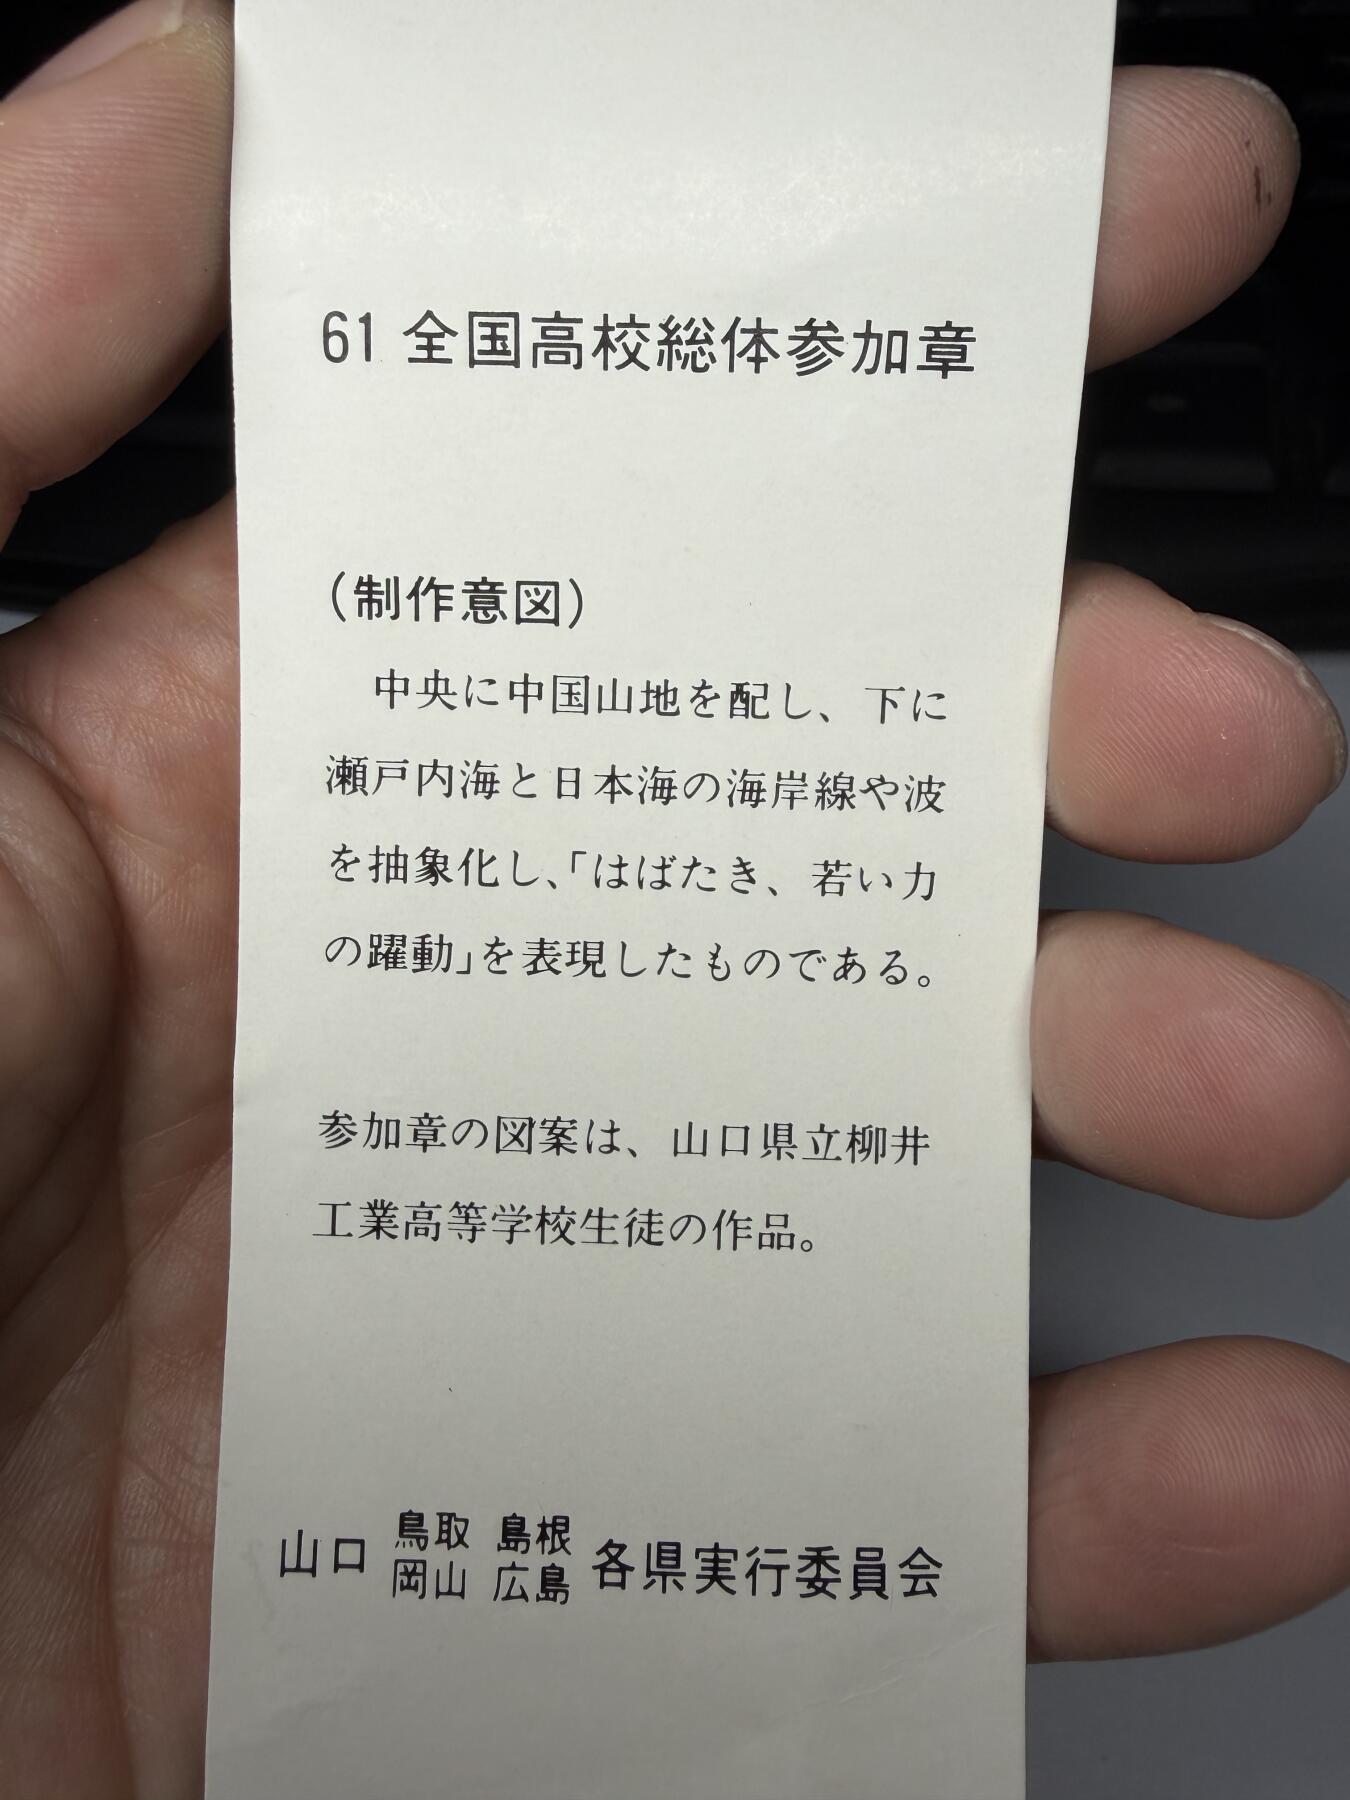 61 全国高校総体参加章
(制作意図)
中央に中国山地を配し、下に
瀬戸内海と日本海の海岸線や波
を抽象化し、「はばたき、若い力
の躍動」を表現したものである。
参加章の図案は、山口県立柳井
工業高等学校生徒の作品。
山口 鳥取 島根 岡山 広島 各県実行委員会